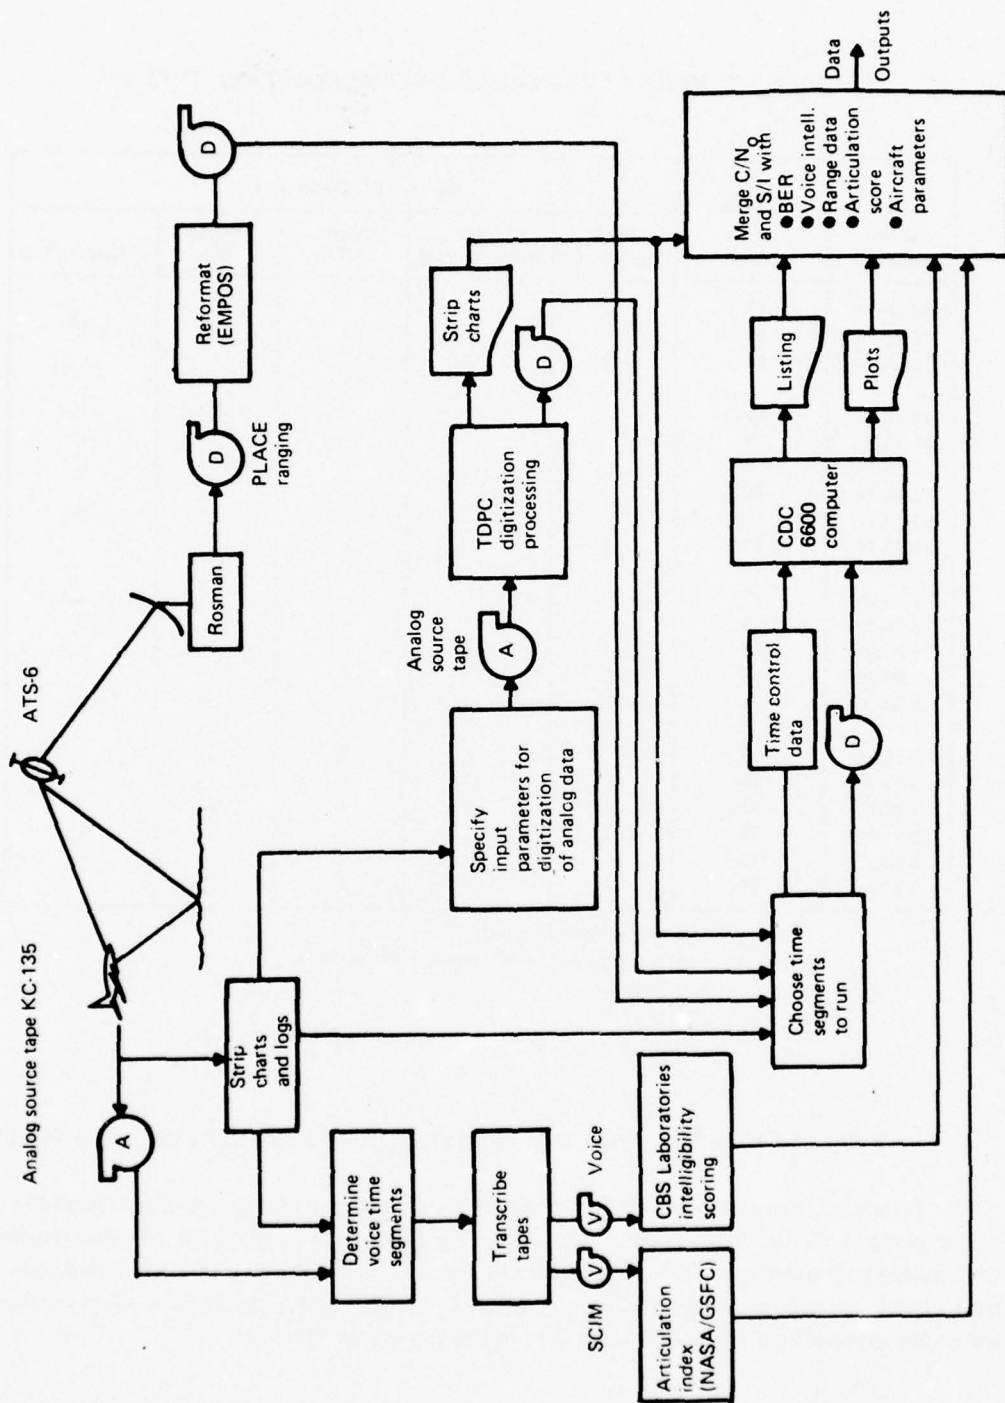 Analog source tape KC-135
ATS-6
A
Rosman
D
PLACE
ranging
Reformat
(EMPOS)
D
Strip
charts
and logs
Determine
voice time
segments
Transcribe
tapes
SCIM
V
V
Voice
Articulation
index
(NASA/GSFC)
CBS Laboratories
intelligibility
scoring
Specify
input
parameters for
digitization
of analog data
Analog
source
tape
A
TDPC
digitization
processing
Strip
charts
D
Choose time
segments
to run
Time control
data
D
CDC
6600
computer
Listing
Plots
Merge C/No
and S/I with
●BER
●Voice intell.
●Range data
●Articulation
score
●Aircraft
parameters
Data
Outputs